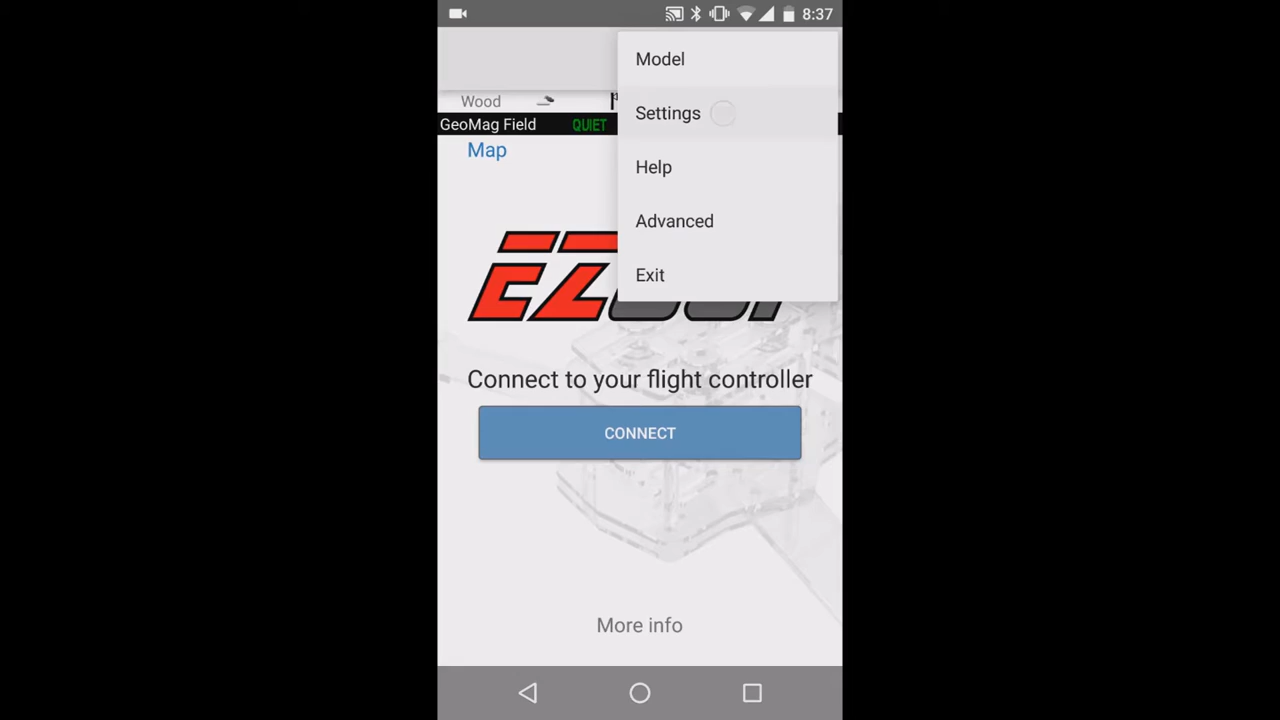 8:37
Model
Wood
Settings
GeoMag Field QUIET
Map
Help
Advanced
Exit
EZ
Connect to your flight controller
CONNECT
More info